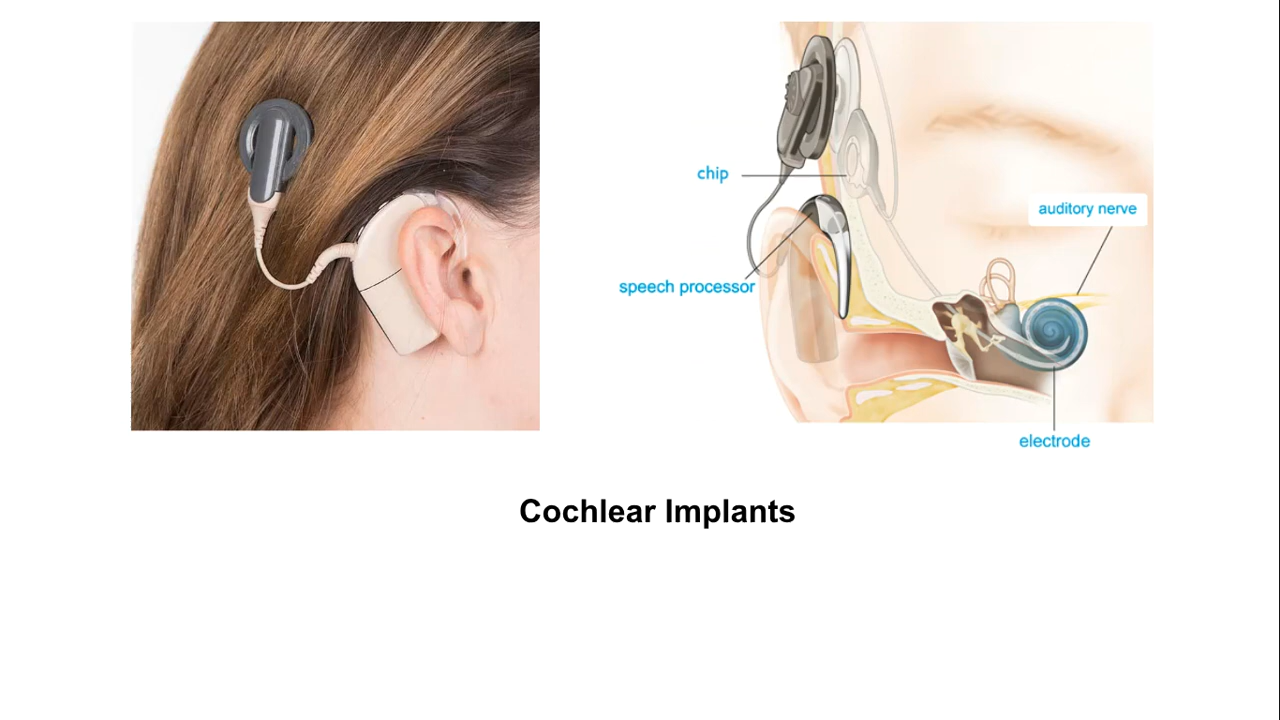 chip
auditory nerve
speech processor
electrode
Cochlear Implants